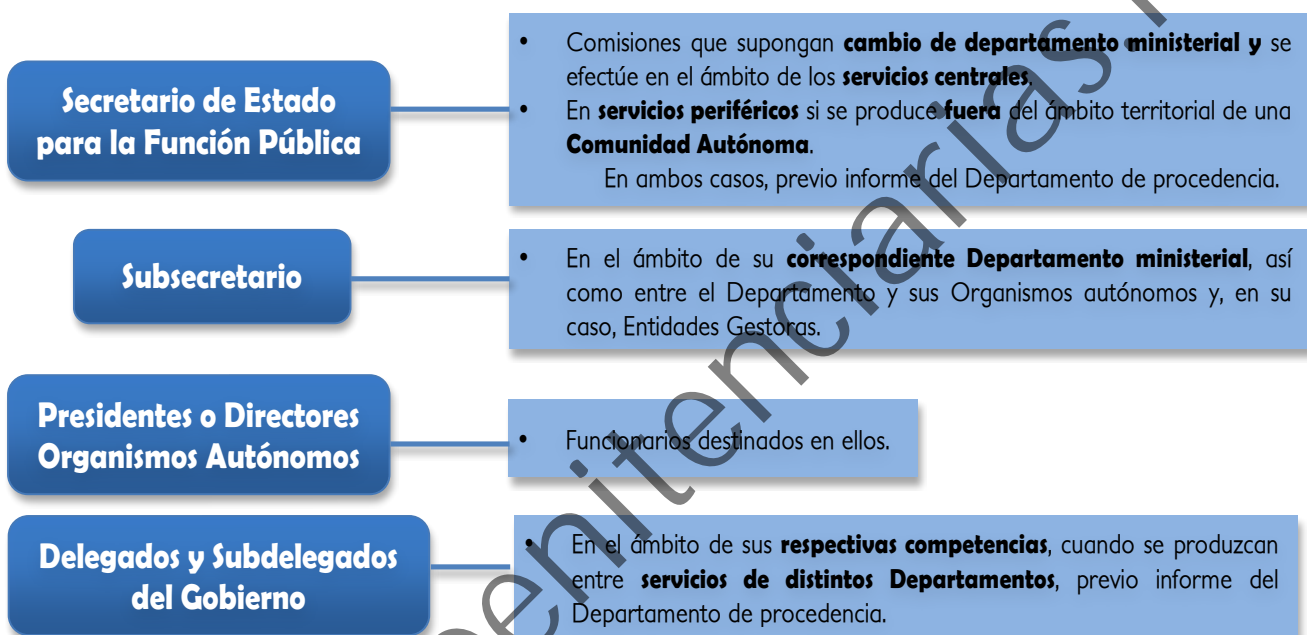 Secretario de Estado
para la Función Pública
• Comisiones que supongan cambio de departamento ministerial y se
efectúe en el ámbito de los servicios centrales.
• En servicios periféricos si se produce fuera del ámbito territorial de una
Comunidad Autónoma.
En ambos casos, previo informe del Departamento de procedencia.
Subsecretario
• En el ámbito de su correspondiente Departamento ministerial, así
como entre el Departamento y sus Organismos autónomos y, en su
caso, Entidades Gestoras.
Presidentes o Directores
Organismos Autónomos
• Funcionarios destinados en ellos.
Delegados y Subdelegados
del Gobierno
• En el ámbito de sus respectivas competencias, cuando se produzcan
entre servicios de distintos Departamentos, previo informe del
Departamento de procedencia.
enitenciarias.